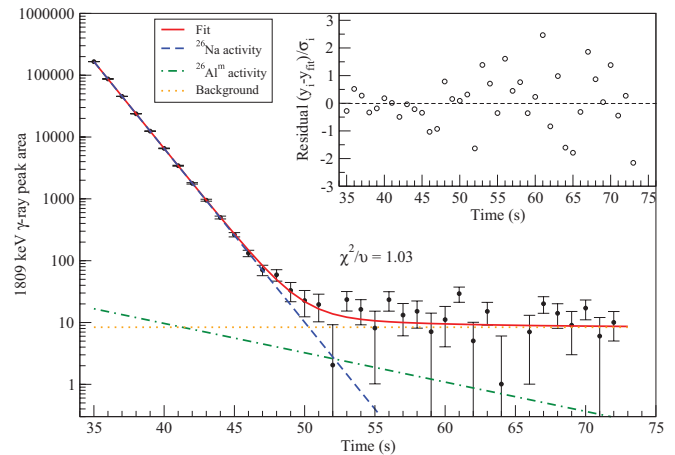 1000000
100000
10000
1000
100
10
1
1809 keV γ-ray peak area
35 40 45 50 55 60 65 70 75
Time (s)
Fit
²⁶Na activity
²⁶Alᵐ activity
Background
χ²/υ = 1.03
3
2
1
0
-1
-2
-3
Residual (yᵢ-y_fit)/σᵢ
35 40 45 50 55 60 65 70 75
Time (s)